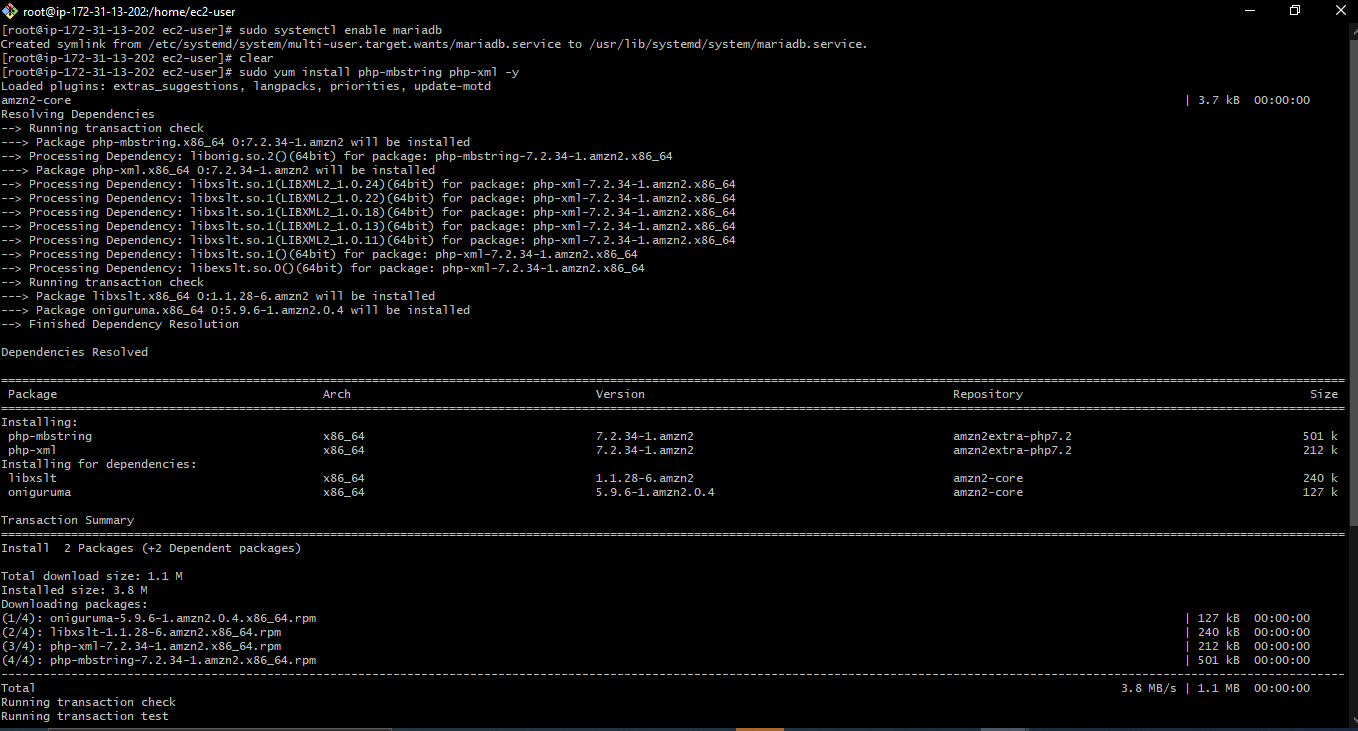 root@ip-172-31-13-202:/home/ec2-user
[root@ip-172-31-13-202 ec2-user]# sudo systemctl enable mariadb
Created symlink from /etc/systemd/system/multi-user.target.wants/mariadb.service to /usr/lib/systemd/system/mariadb.service.
[root@ip-172-31-13-202 ec2-user]# clear
[root@ip-172-31-13-202 ec2-user]# sudo yum install php-mbstring php-xml -y
Loaded plugins: extras_suggestions, langpacks, priorities, update-motd
amzn2-core | 3.7 kB 00:00:00
Resolving Dependencies
--> Running transaction check
---> Package php-mbstring.x86_64 0:7.2.34-1.amzn2 will be installed
--> Processing Dependency: libonig.so.2()(64bit) for package: php-mbstring-7.2.34-1.amzn2.x86_64
---> Package php-xml.x86_64 0:7.2.34-1.amzn2 will be installed
--> Processing Dependency: libxslt.so.1(LIBXML2_1.0.24)(64bit) for package: php-xml-7.2.34-1.amzn2.x86_64
--> Processing Dependency: libxslt.so.1(LIBXML2_1.0.22)(64bit) for package: php-xml-7.2.34-1.amzn2.x86_64
--> Processing Dependency: libxslt.so.1(LIBXML2_1.0.18)(64bit) for package: php-xml-7.2.34-1.amzn2.x86_64
--> Processing Dependency: libxslt.so.1(LIBXML2_1.0.13)(64bit) for package: php-xml-7.2.34-1.amzn2.x86_64
--> Processing Dependency: libxslt.so.1(LIBXML2_1.0.11)(64bit) for package: php-xml-7.2.34-1.amzn2.x86_64
--> Processing Dependency: libxslt.so.1()(64bit) for package: php-xml-7.2.34-1.amzn2.x86_64
--> Processing Dependency: libexslt.so.0()(64bit) for package: php-xml-7.2.34-1.amzn2.x86_64
--> Running transaction check
---> Package libxslt.x86_64 0:1.1.28-6.amzn2 will be installed
---> Package oniguruma.x86_64 0:5.9.6-1.amzn2.0.4 will be installed
--> Finished Dependency Resolution
Dependencies Resolved
Package Arch Version Repository Size
Installing:
php-mbstring x86_64 7.2.34-1.amzn2 amzn2extra-php7.2 501 k
php-xml x86_64 7.2.34-1.amzn2 amzn2extra-php7.2 212 k
Installing for dependencies:
libxslt x86_64 1.1.28-6.amzn2 amzn2-core 240 k
oniguruma x86_64 5.9.6-1.amzn2.0.4 amzn2-core 127 k
Transaction Summary
Install 2 Packages (+2 Dependent packages)
Total download size: 1.1 M
Installed size: 3.8 M
Downloading packages:
(1/4): oniguruma-5.9.6-1.amzn2.0.4.x86_64.rpm | 127 kB 00:00:00
(2/4): libxslt-1.1.28-6.amzn2.x86_64.rpm | 240 kB 00:00:00
(3/4): php-xml-7.2.34-1.amzn2.x86_64.rpm | 212 kB 00:00:00
(4/4): php-mbstring-7.2.34-1.amzn2.x86_64.rpm | 501 kB 00:00:00
Total 3.8 MB/s | 1.1 MB 00:00:00
Running transaction check
Running transaction test